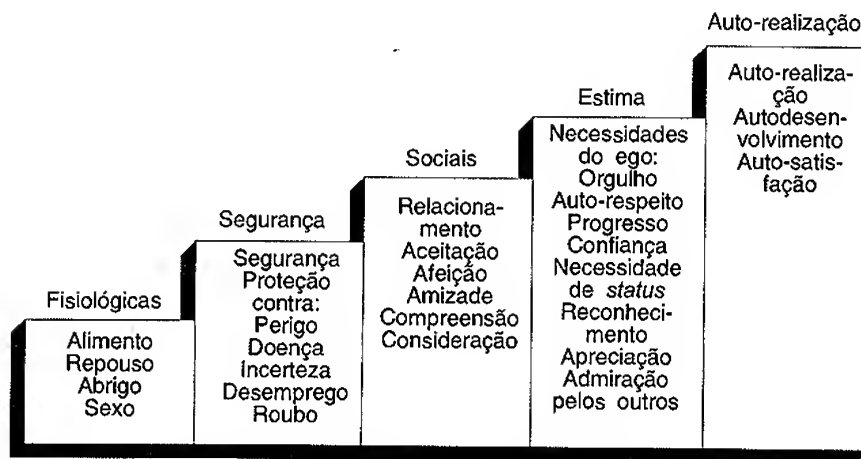 Fisiológicas
Alimento
Repouso
Abrigo
Sexo
Segurança
Segurança
Proteção
contra:
Perigo
Doença
Incerteza
Desemprego
Roubo
Sociais
Relaciona-
mento
Aceitação
Afeição
Amizade
Compreensão
Consideração
Estima
Necessidades
do ego:
Orgulho
Auto-respeito
Progresso
Confiança
Necessidade
de status
Reconheci-
mento
Apreciação
Admiração
pelos outros
Auto-realização
Auto-realiza-
ção
Autodesen-
volvimento
Auto-satis-
fação